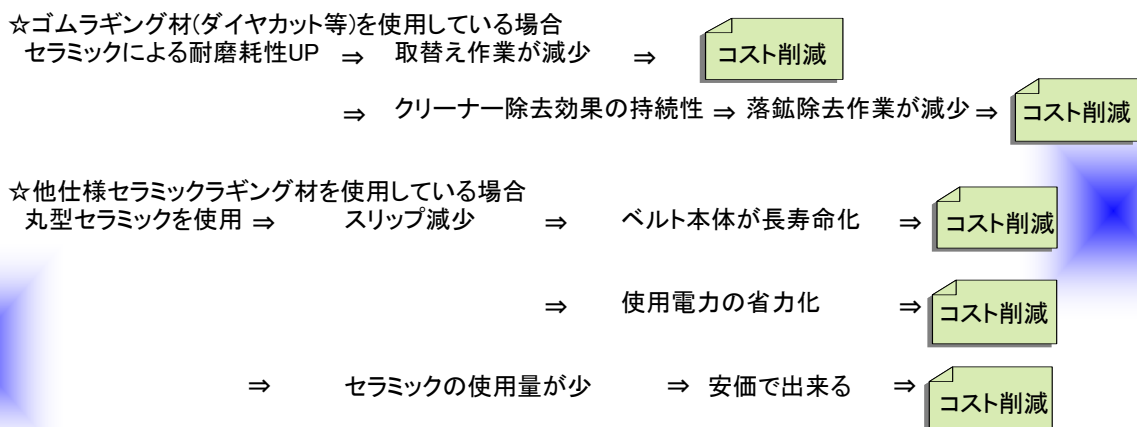 ☆ゴムラギング材(ダイヤカット等)を使用している場合
セラミックによる耐磨耗性UP ⇒ 取替え作業が減少 ⇒ コスト削減
⇒ クリーナー除去効果の持続性 ⇒ 落鉱除去作業が減少 ⇒ コスト削減
☆他仕様セラミックラギング材を使用している場合
丸型セラミックを使用 ⇒ スリップ減少 ⇒ ベルト本体が長寿命化 ⇒ コスト削減
⇒ 使用電力の省力化 ⇒ コスト削減
⇒ セラミックの使用量が少 ⇒ 安価で出来る ⇒ コスト削減